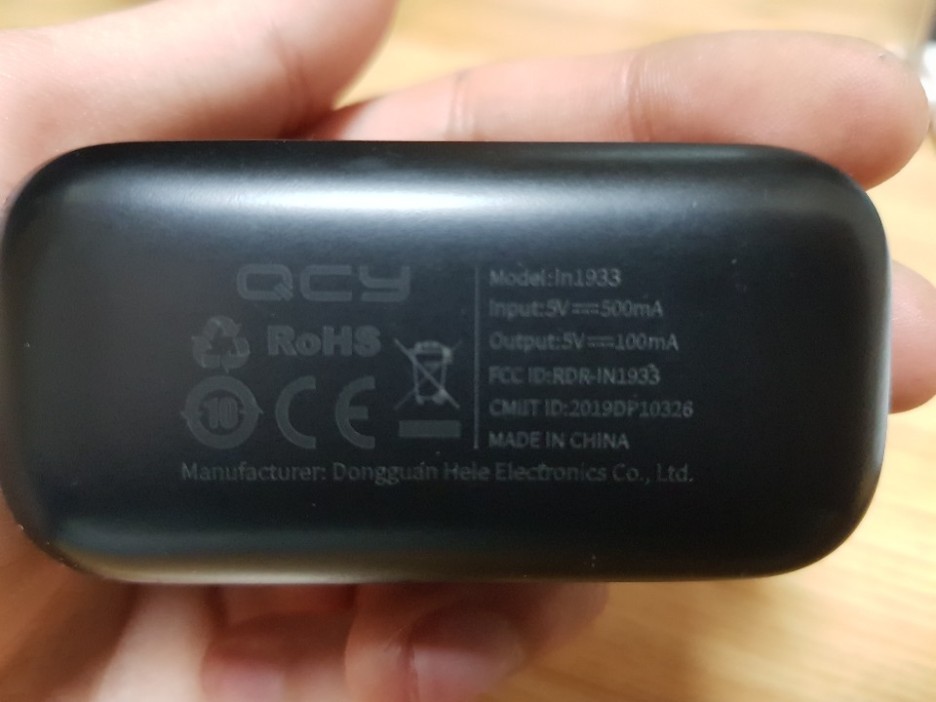 QCY
RoHS
10
CE
Model:In1933
Input:5V⎓500mA
Output:5V⎓100mA
FCC ID:RDR-IN1933
CMIIT ID:2019DP10326
MADE IN CHINA
Manufacturer: Dongguan Hele Electronics Co., Ltd.